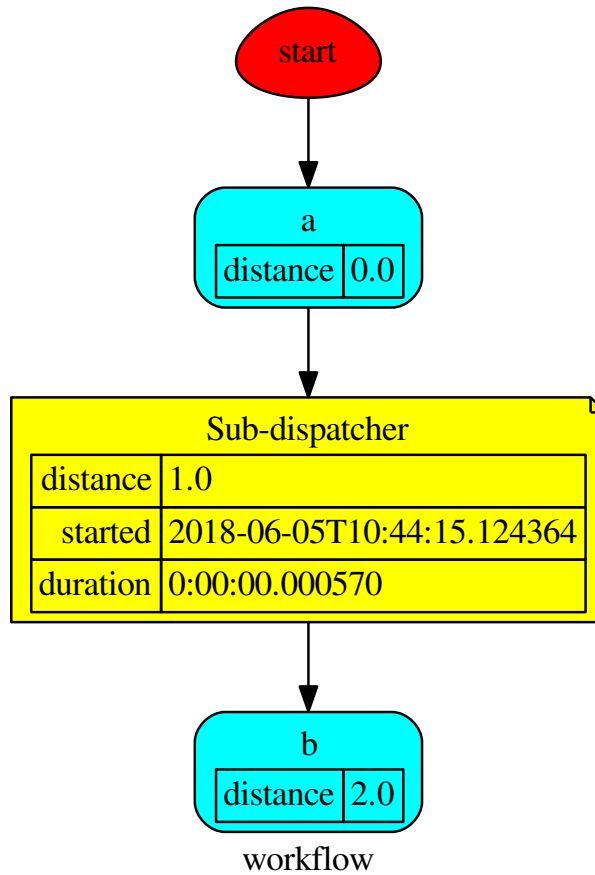 start
a
distance 0.0
Sub-dispatcher
distance 1.0
started 2018-06-05T10:44:15.124364
duration 0:00:00.000570
b
distance 2.0
workflow